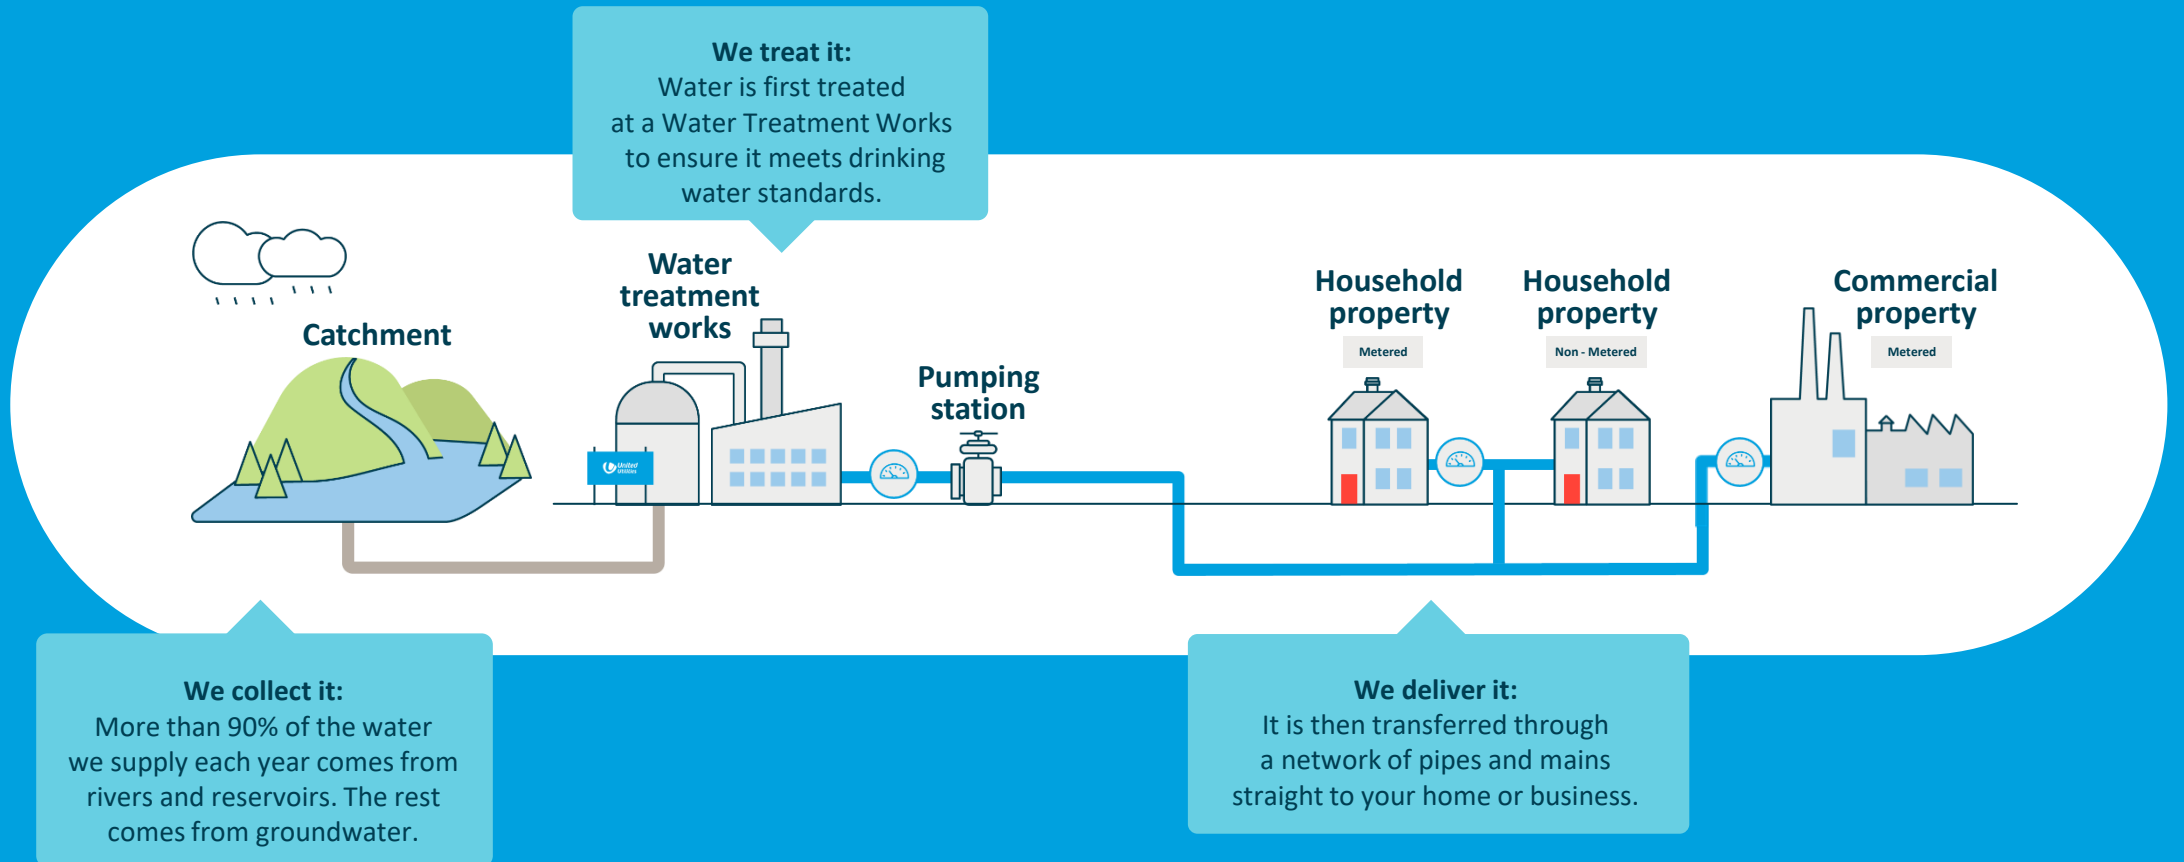 We treat it:
Water is first treated
at a Water Treatment Works
to ensure it meets drinking
water standards.
Catchment
Water
treatment
works
United
Utilities
Pumping
station
Household
property
Metered
Household
property
Non - Metered
Commercial
property
Metered
We collect it:
More than 90% of the water
we supply each year comes from
rivers and reservoirs. The rest
comes from groundwater.
We deliver it:
It is then transferred through
a network of pipes and mains
straight to your home or business.